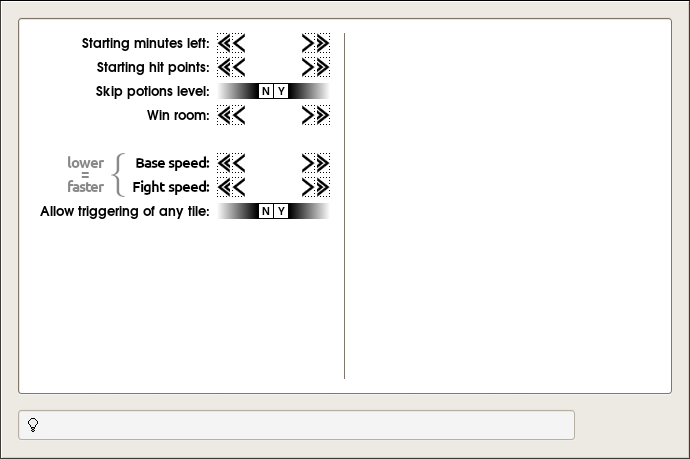 Starting minutes left:
Starting hit points:
Skip potions level: N Y
Win room:
lower
=
faster
Base speed:
Fight speed:
Allow triggering of any tile: N Y